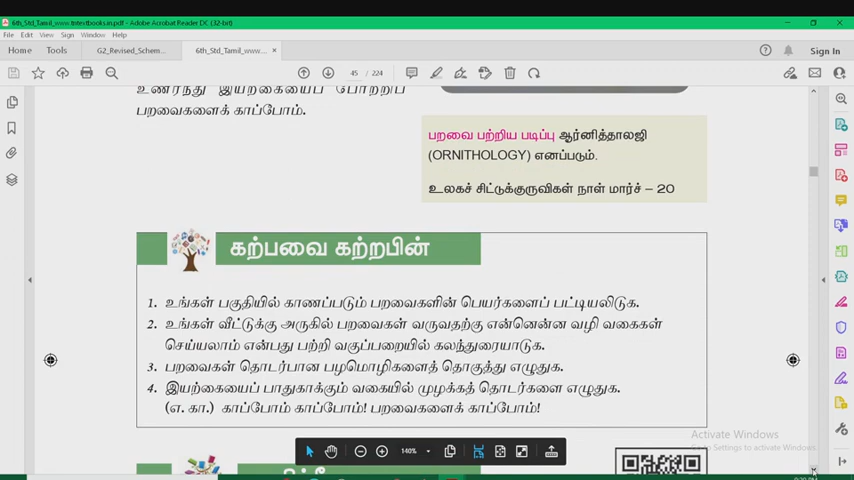 6th_Std_Tamil_www.tntextbooks.in.pdf - Adobe Acrobat Reader DC (32-bit)
File Edit View Sign Window Help
Home Tools G2_Revised_Schem... 6th_Std_Tamil_www... × Sign In
45 / 224
உணர்ந்து இயற்கையைப் போற்றிப்
பறவைகளைக் காப்போம்.
பறவை பற்றிய படிப்பு ஆர்னித்தாலஜி
(ORNITHOLOGY) எனப்படும்.
உலகச் சிட்டுக்குருவிகள் நாள் மார்ச் – 20
கற்பவை கற்றபின்
1. உங்கள் பகுதியில் காணப்படும் பறவைகளின் பெயர்களைப் பட்டியலிடுக.
2. உங்கள் வீட்டுக்கு அருகில் பறவைகள் வருவதற்கு என்னென்ன வழி வகைகள்
செய்யலாம் என்பது பற்றி வகுப்பறையில் கலந்துரையாடுக.
3. பறவைகள் தொடர்பான பழமொழிகளைத் தொகுத்து எழுதுக.
4. இயற்கையைப் பாதுகாக்கும் வகையில் முழக்கத் தொடர்களை எழுதுக.
(எ. கா.) காப்போம் காப்போம்! பறவைகளைக் காப்போம்!
Activate Windows
Go to Settings to activate Windows.
140%